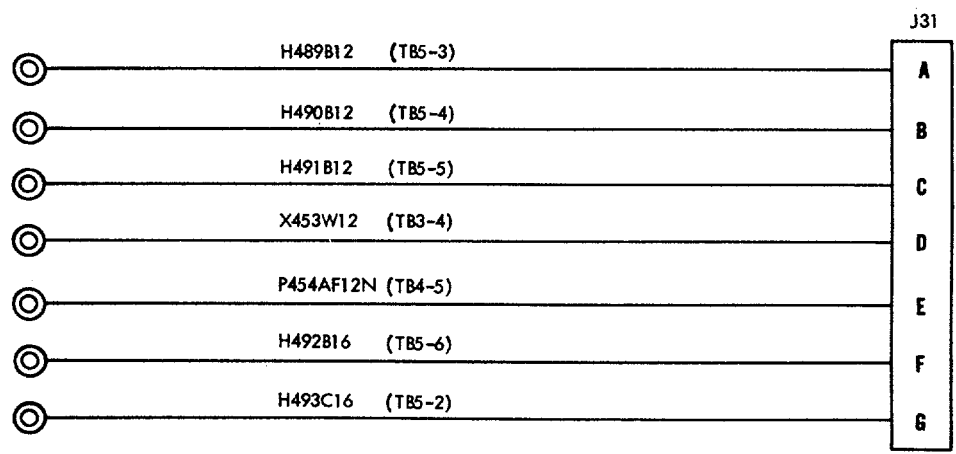 J31
H489B12 (TB5-3) A
H490B12 (TB5-4) B
H491B12 (TB5-5) C
X453W12 (TB3-4) D
P454AF12N (TB4-5) E
H492B16 (TB5-6) F
H493C16 (TB5-2) G